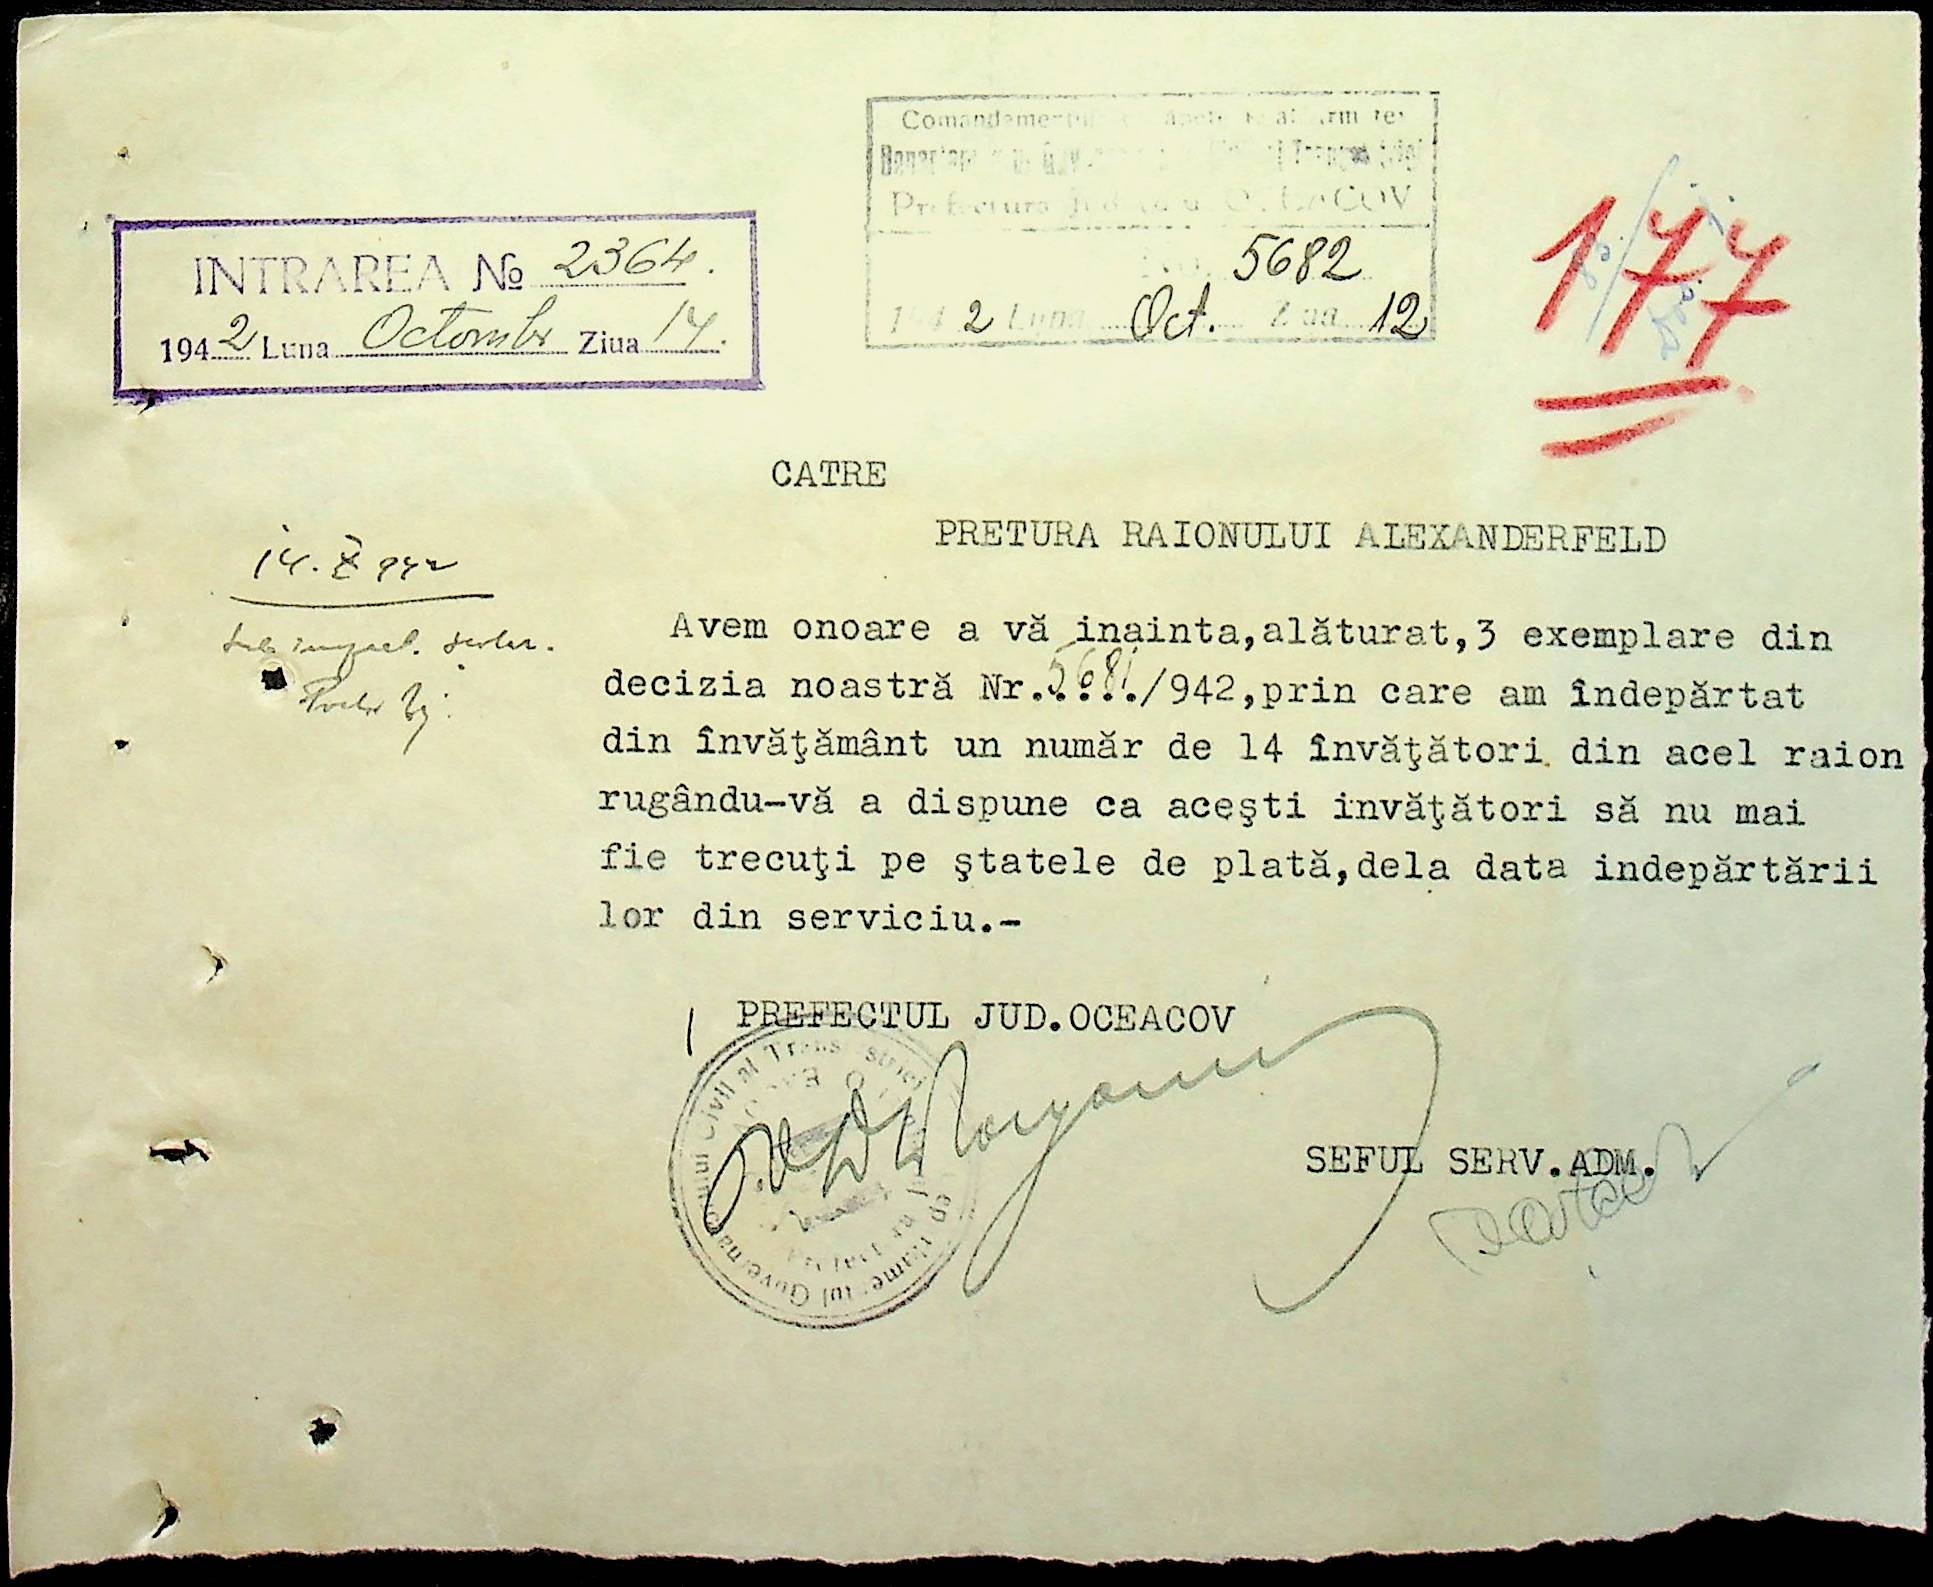 Prefectura
No. 5682
1942 Luna Oct. Ziua 12
INTRAREA No 2364.
1942 Luna Octombr Ziua 14.
177
CATRE
PRETURA RAIONULUI ALEXANDERFELD
14. X 942
Avem onoare a vă inainta,alăturat,3 exemplare din
decizia noastră Nr.5681/942,prin care am îndepărtat
din învăţământ un număr de 14 învăţători din acel raion
rugându-vă a dispune ca aceşti invăţători să nu mai
fie trecuţi pe ştatele de plată,dela data indepărtării
lor din serviciu.-
PREFECTUL JUD.OCEACOV
SEFUL SERV.ADM.